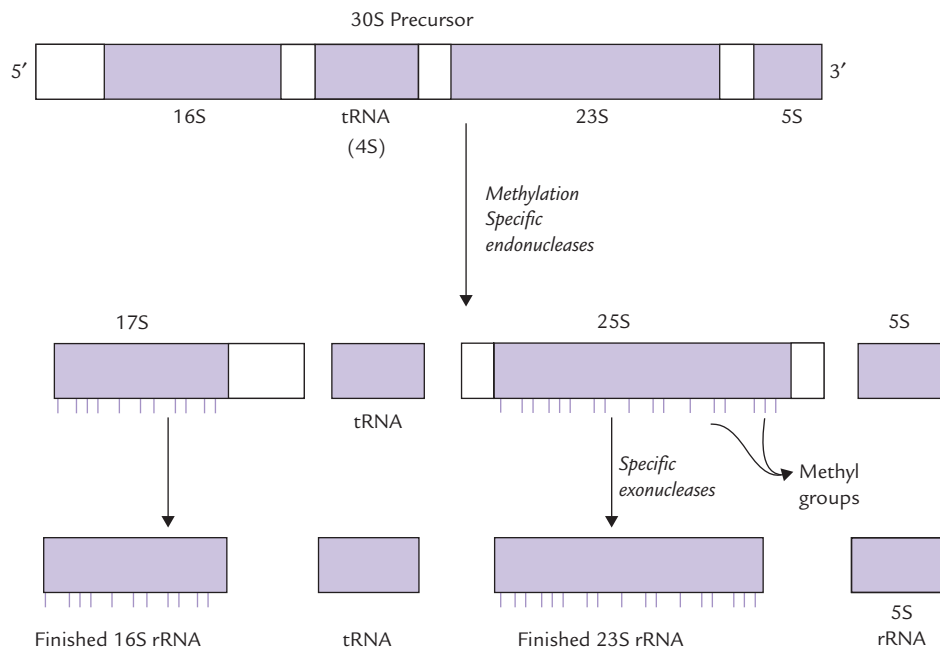 30S Precursor
5′
3′
16S
tRNA
(4S)
23S
5S
Methylation
Specific
endonucleases
17S
25S
5S
tRNA
Specific
exonucleases
Methyl
groups
Finished 16S rRNA
tRNA
Finished 23S rRNA
5S
rRNA